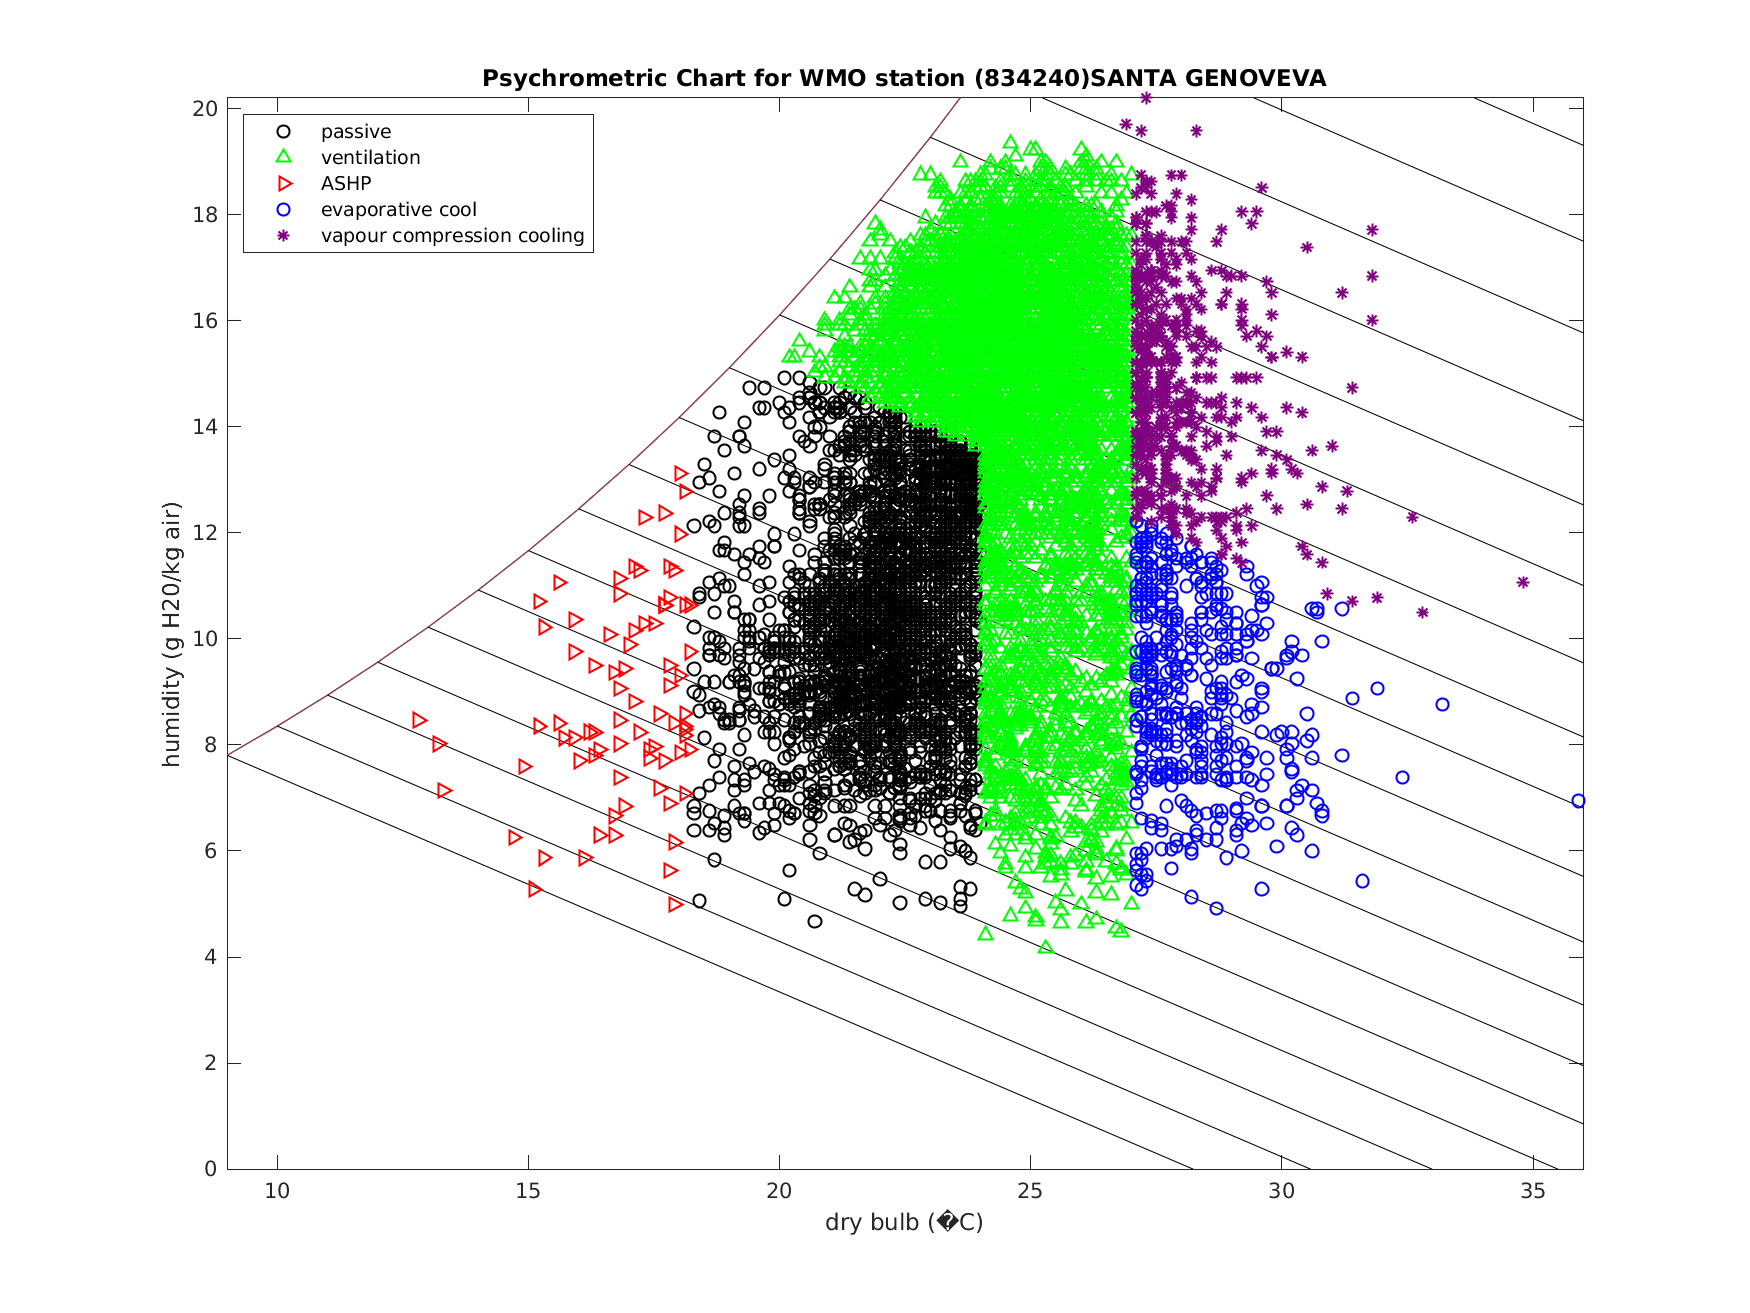 Psychrometric Chart for WMO station (834240)SANTA GENOVEVA
passive
ventilation
ASHP
evaporative cool
vapour compression cooling
humidity (g H20/kg air)
20
18
16
14
12
10
8
6
4
2
0
10
15
20
25
30
35
dry bulb (�C)